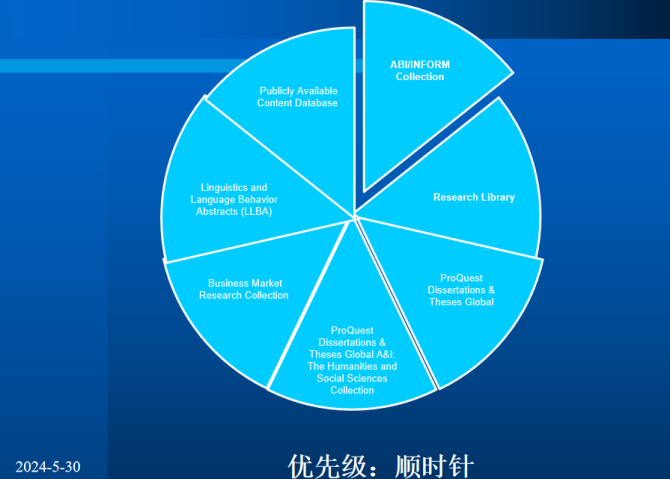 ABI/INFORM
Collection
Research Library
ProQuest
Dissertations &
Theses Global
ProQuest
Dissertations &
Theses Global A&I:
The Humanities and
Social Sciences
Collection
Business Market
Research Collection
Linguistics and
Language Behavior
Abstracts (LLBA)
Publicly Available
Content Database
2024-5-30
优先级：顺时针